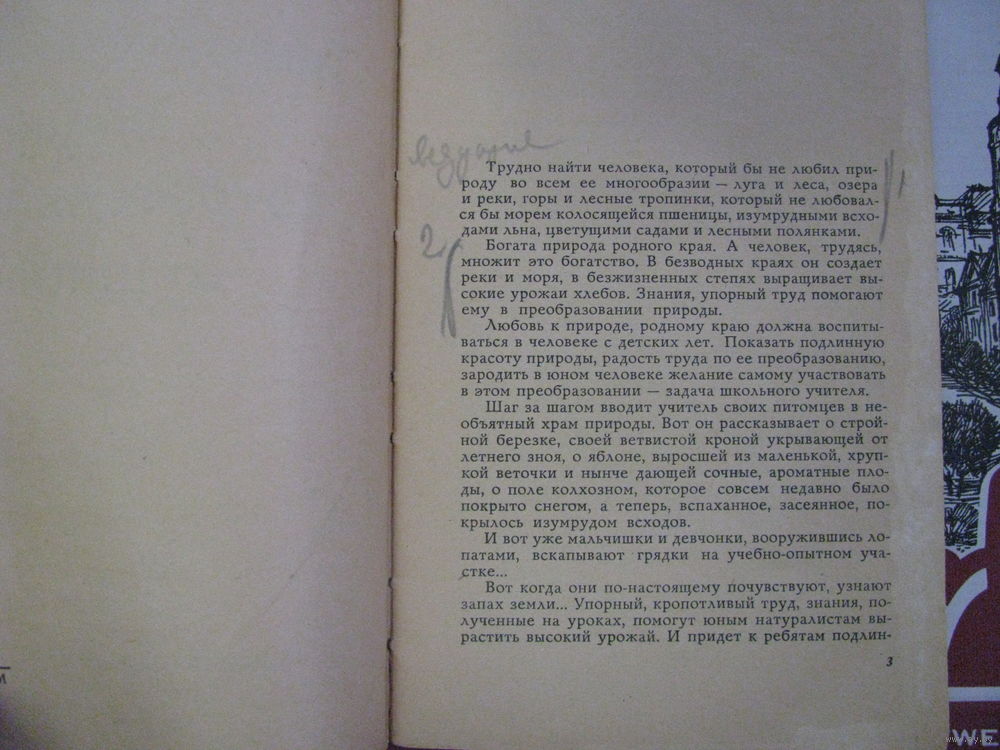 ведущие
Трудно найти человека, который бы не любил при-
роду во всем ее многообразии — луга и леса, озера
и реки, горы и лесные тропинки, который не любовал-
ся бы морем колосящейся пшеницы, изумрудными всхо-
дами льна, цветущими садами и лесными полянками.
1
2
Богата природа родного края. А человек, трудясь,
множит это богатство. В безводных краях он создает
реки и моря, в безжизненных степях выращивает вы-
сокие урожаи хлебов. Знания, упорный труд помогают
ему в преобразовании природы.
Любовь к природе, родному краю должна воспиты-
ваться в человеке с детских лет. Показать подлинную
красоту природы, радость труда по ее преобразованию,
зародить в юном человеке желание самому участвовать
в этом преобразовании — задача школьного учителя.
Шаг за шагом вводит учитель своих питомцев в не-
объятный храм природы. Вот он рассказывает о строй-
ной березке, своей ветвистой кроной укрывающей от
летнего зноя, о яблоне, выросшей из маленькой, хруп-
кой веточки и нынче дающей сочные, ароматные пло-
ды, о поле колхозном, которое совсем недавно было
покрыто снегом, а теперь, вспаханное, засеянное, по-
крылось изумрудом всходов.
И вот уже мальчишки и девчонки, вооружившись ло-
патами, вскапывают грядки на учебно-опытном уча-
стке...
Вот когда они по-настоящему почувствуют, узнают
запах земли... Упорный, кропотливый труд, знания, по-
лученные на уроках, помогут юным натуралистам вы-
растить высокий урожай. И придет к ребятам подлин-
3
М
WE